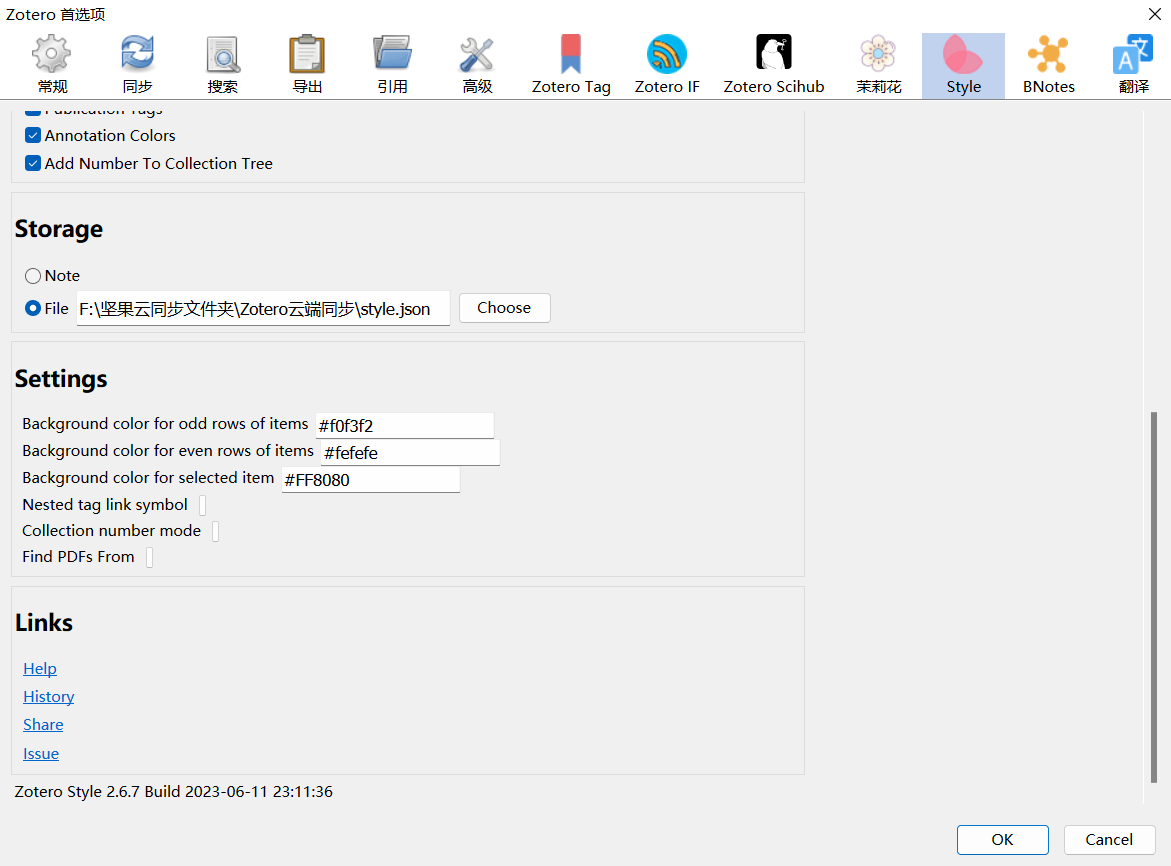 Zotero 首选项
常规 同步 搜索 导出 引用 高级 Zotero Tag Zotero IF Zotero Scihub 茉莉花 Style BNotes 翻译
Publication Tags
Annotation Colors
Add Number To Collection Tree
Storage
Note
File F:\坚果云同步文件夹\Zotero云端同步\style.json Choose
Settings
Background color for odd rows of items #f0f3f2
Background color for even rows of items #fefefe
Background color for selected item #FF8080
Nested tag link symbol
Collection number mode
Find PDFs From
Links
Help
History
Share
Issue
Zotero Style 2.6.7 Build 2023-06-11 23:11:36
OK Cancel